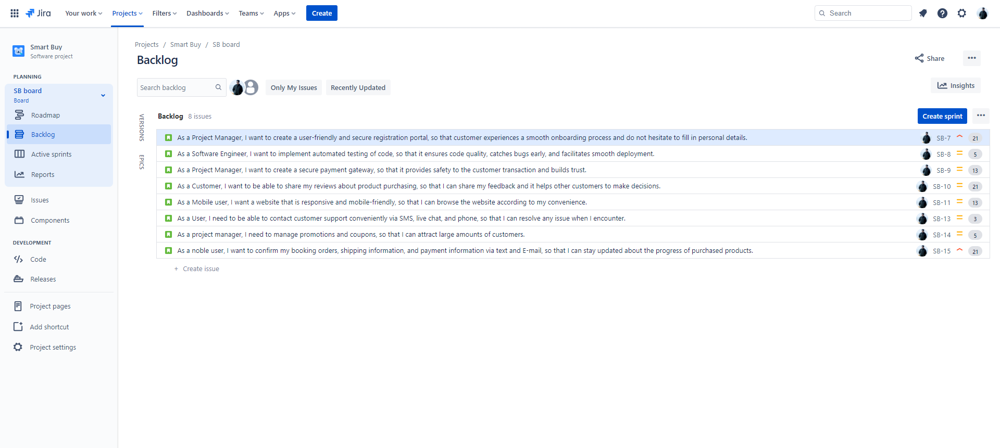 Jira Your work Projects Filters Dashboards Teams Apps Create Search
Smart Buy
Software project
PLANNING
SB board
Board
Roadmap
Backlog
Active sprints
Reports
Issues
Components
DEVELOPMENT
Code
Releases
Project pages
Add shortcut
Project settings
Projects / Smart Buy / SB board
Backlog
Share
Search backlog Only My Issues Recently Updated Insights
VERSIONS
EPICS
Backlog 8 issues Create sprint
As a Project Manager, I want to create a user-friendly and secure registration portal, so that customer experiences a smooth onboarding process and do not hesitate to fill in personal details. SB-7 21
As a Software Engineer, I want to implement automated testing of code, so that it ensures code quality, catches bugs early, and facilitates smooth deployment. SB-8 5
As a Project Manager, I want to create a secure payment gateway, so that it provides safety to the customer transaction and builds trust. SB-9 13
As a Customer, I want to be able to share my reviews about product purchasing, so that I can share my feedback and it helps other customers to make decisions. SB-10 21
As a Mobile user, I want a website that is responsive and mobile-friendly, so that I can browse the website according to my convenience. SB-11 13
As a User, I need to be able to contact customer support conveniently via SMS, live chat, and phone, so that I can resolve any issue when I encounter. SB-13 3
As a project manager, I need to manage promotions and coupons, so that I can attract large amounts of customers. SB-14 5
As a noble user, I want to confirm my booking orders, shipping information, and payment information via text and E-mail, so that I can stay updated about the progress of purchased products. SB-15 21
+ Create issue